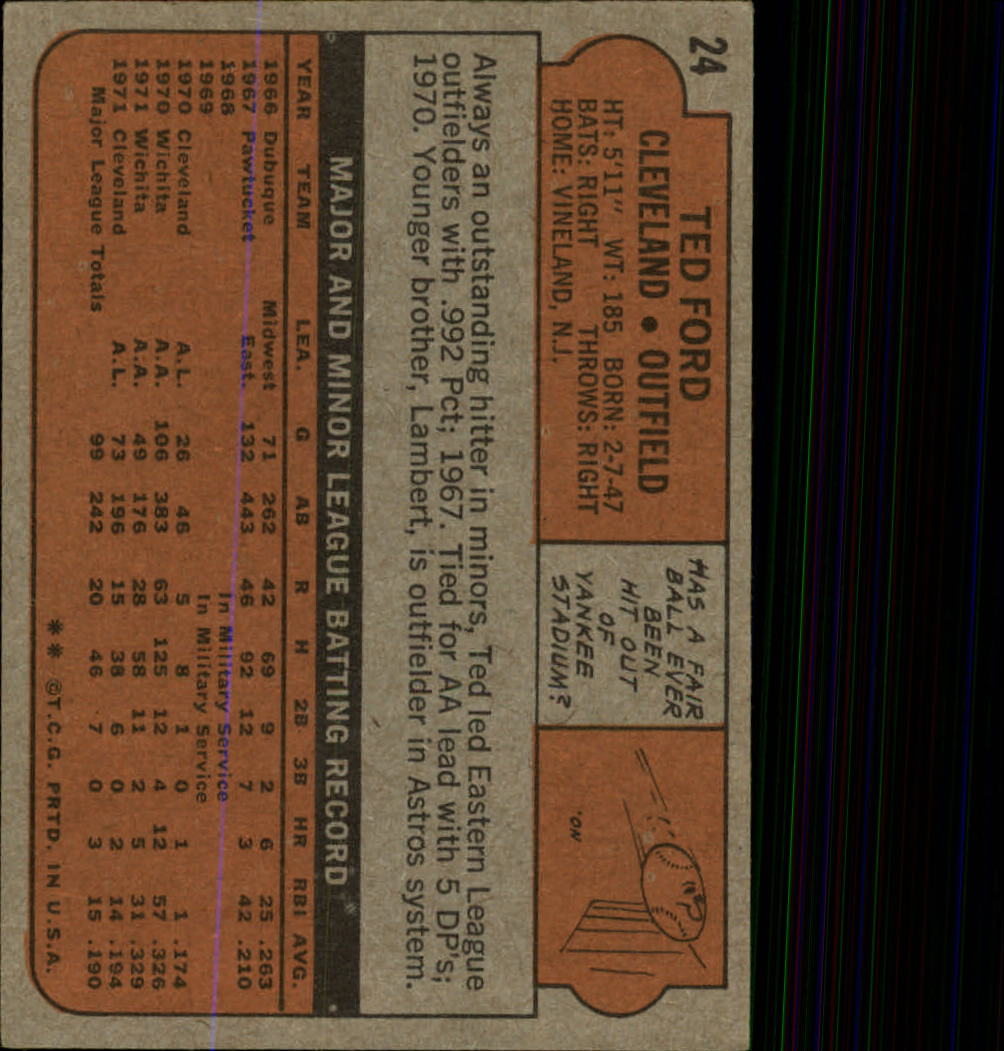 24
TED FORD
CLEVELAND • OUTFIELD
HT: 5'11" WT: 185 BORN: 2-7-47
BATS: RIGHT THROWS: RIGHT
HOME: VINELAND, N.J.
HAS A FAIR
BALL EVER
BEEN
HIT OUT
OF
YANKEE
STADIUM?
'ON
Always an outstanding hitter in minors, Ted led Eastern League
outfielders with .992 Pct; 1967. Tied for AA lead with 5 DP's;
1970. Younger brother, Lambert, is outfielder in Astros system.
MAJOR AND MINOR LEAGUE BATTING RECORD
YEAR TEAM LEA. G AB R H 2B 3B HR RBI AVG.
1966 Dubuque Midwest 71 262 42 69 9 2 6 25 .263
1967 Pawtucket East. 132 443 46 92 12 7 3 42 .210
1968 In Military Service
1969 In Military Service
1970 Cleveland A.L. 26 46 5 8 1 0 1 1 .174
1970 Wichita A.A. 106 383 63 125 12 4 12 57 .326
1971 Wichita A.A. 49 176 28 58 11 2 5 31 .329
1971 Cleveland A.L. 73 196 15 38 6 0 2 14 .194
Major League Totals 99 242 20 46 7 0 3 15 .190
** ©T.C.G. PRTD. IN U.S.A.